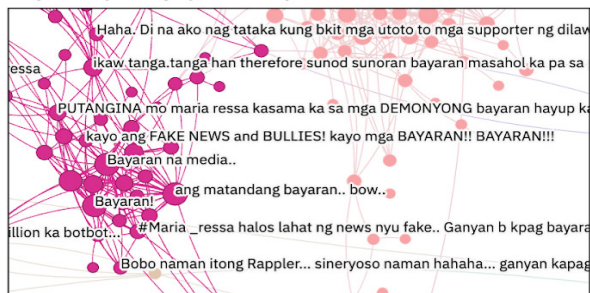 Haha. Di na ako nag tataka kung bkit mga utoto to mga supporter ng dilaw
ikaw tanga.tanga han therefore sunod sunoran bayaran masahol ka pa sa
essa
PUTANGINA mo maria ressa kasama ka sa mga DEMONYONG bayaran hayup ka
kayo ang FAKE NEWS and BULLIES! kayo mga BAYARAN!! BAYARAN!!!
Bayaran na media..
ang matandang bayaran.. bow..
Bayaran!
illion ka botbot...
#Maria _ressa halos lahat ng news nyu fake.. Ganyan b kpag bayara
Bobo naman itong Rappler... sineryoso naman hahaha... ganyan kapag